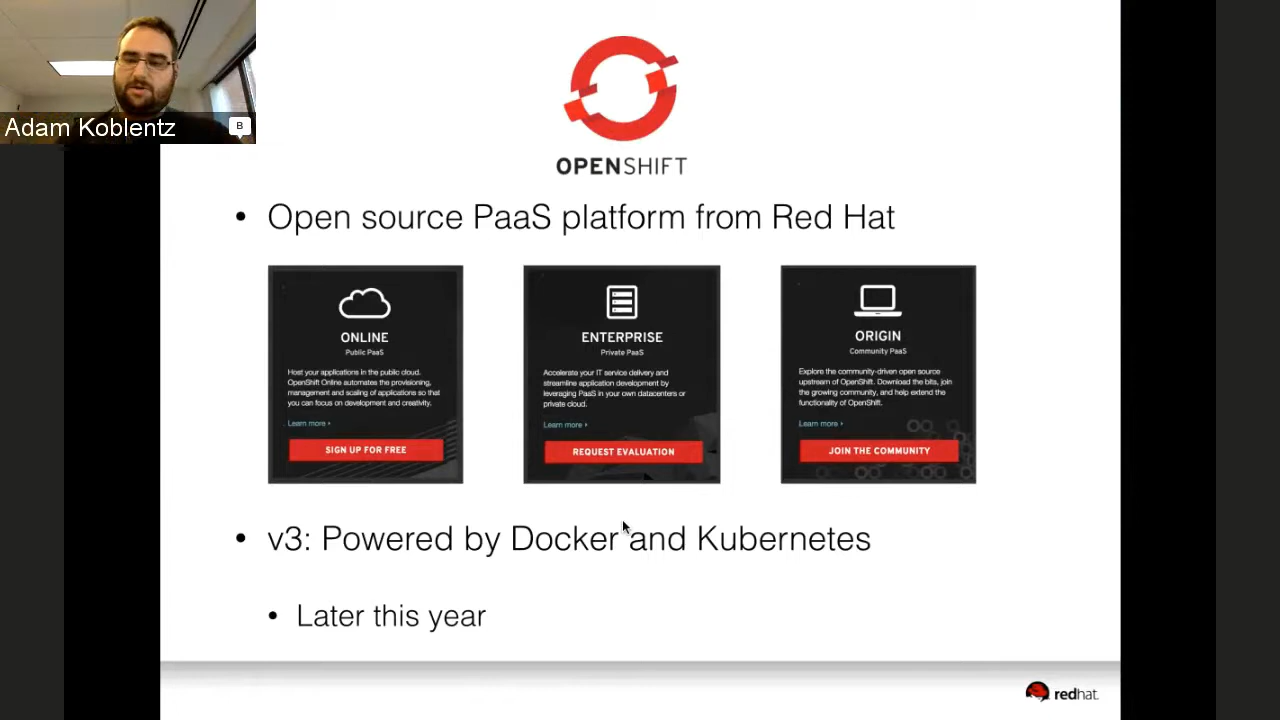 Adam Koblentz
B
OPENSHIFT
• Open source PaaS platform from Red Hat
ONLINE
Public PaaS
Host your applications in the public cloud.
OpenShift Online automates the provisioning,
management and scaling of applications so that
you can focus on development and creativity.
Learn more
SIGN UP FOR FREE
ENTERPRISE
Private PaaS
Accelerate your IT service delivery and
streamline application development by
leveraging PaaS in your own datacenters or
private cloud.
Learn more
REQUEST EVALUATION
ORIGIN
Community PaaS
Explore the community-driven open source
upstream of OpenShift. Download the bits, join
the growing community, and help extend the
functionality of OpenShift.
Learn more
JOIN THE COMMUNITY
• v3: Powered by Docker and Kubernetes
• Later this year
redhat.